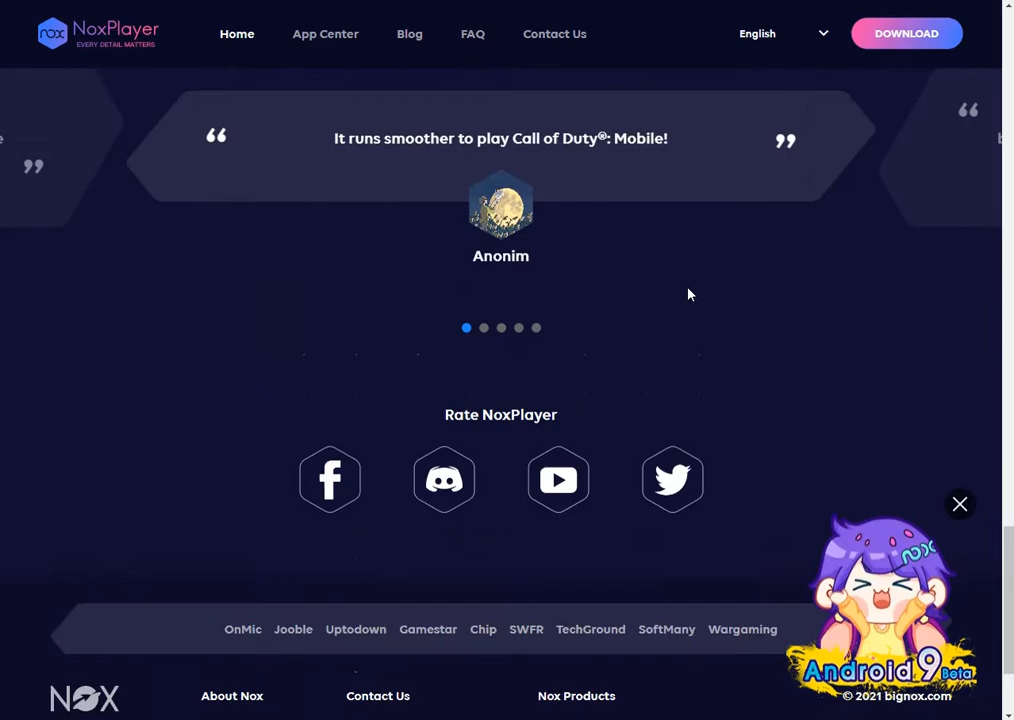 nox NoxPlayer
EVERY DETAIL MATTERS
Home
App Center
Blog
FAQ
Contact Us
English
DOWNLOAD
“ It runs smoother to play Call of Duty®: Mobile! ”
Anonim
Rate NoxPlayer
OnMic Jooble Uptodown Gamestar Chip SWFR TechGround SoftMany Wargaming
nox
Android 9 Beta
NOX
About Nox
Contact Us
Nox Products
© 2021 bignox.com